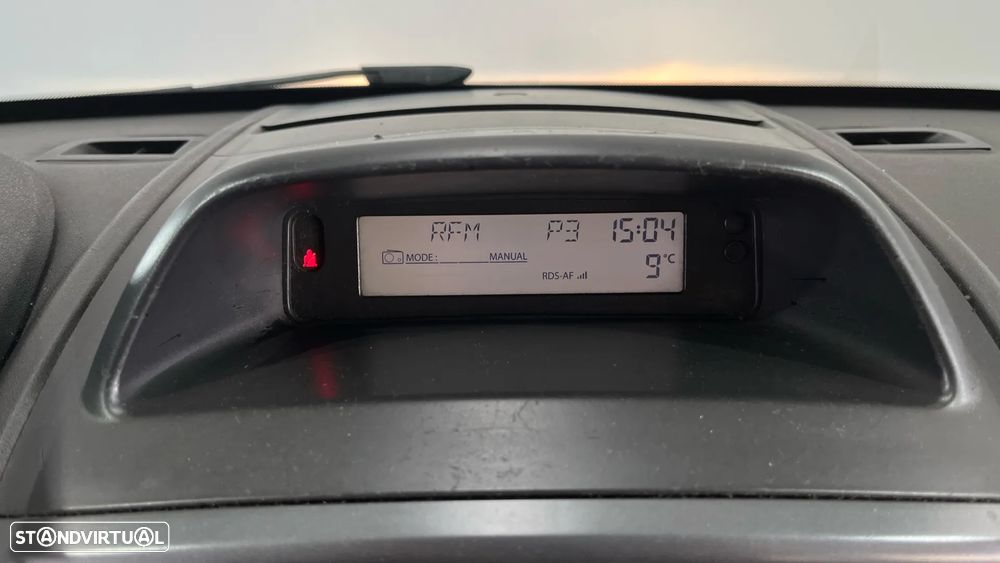 RFM P3 15:04
MODE: MANUAL 9°C
RDS-AF
STANDVIRTUAL